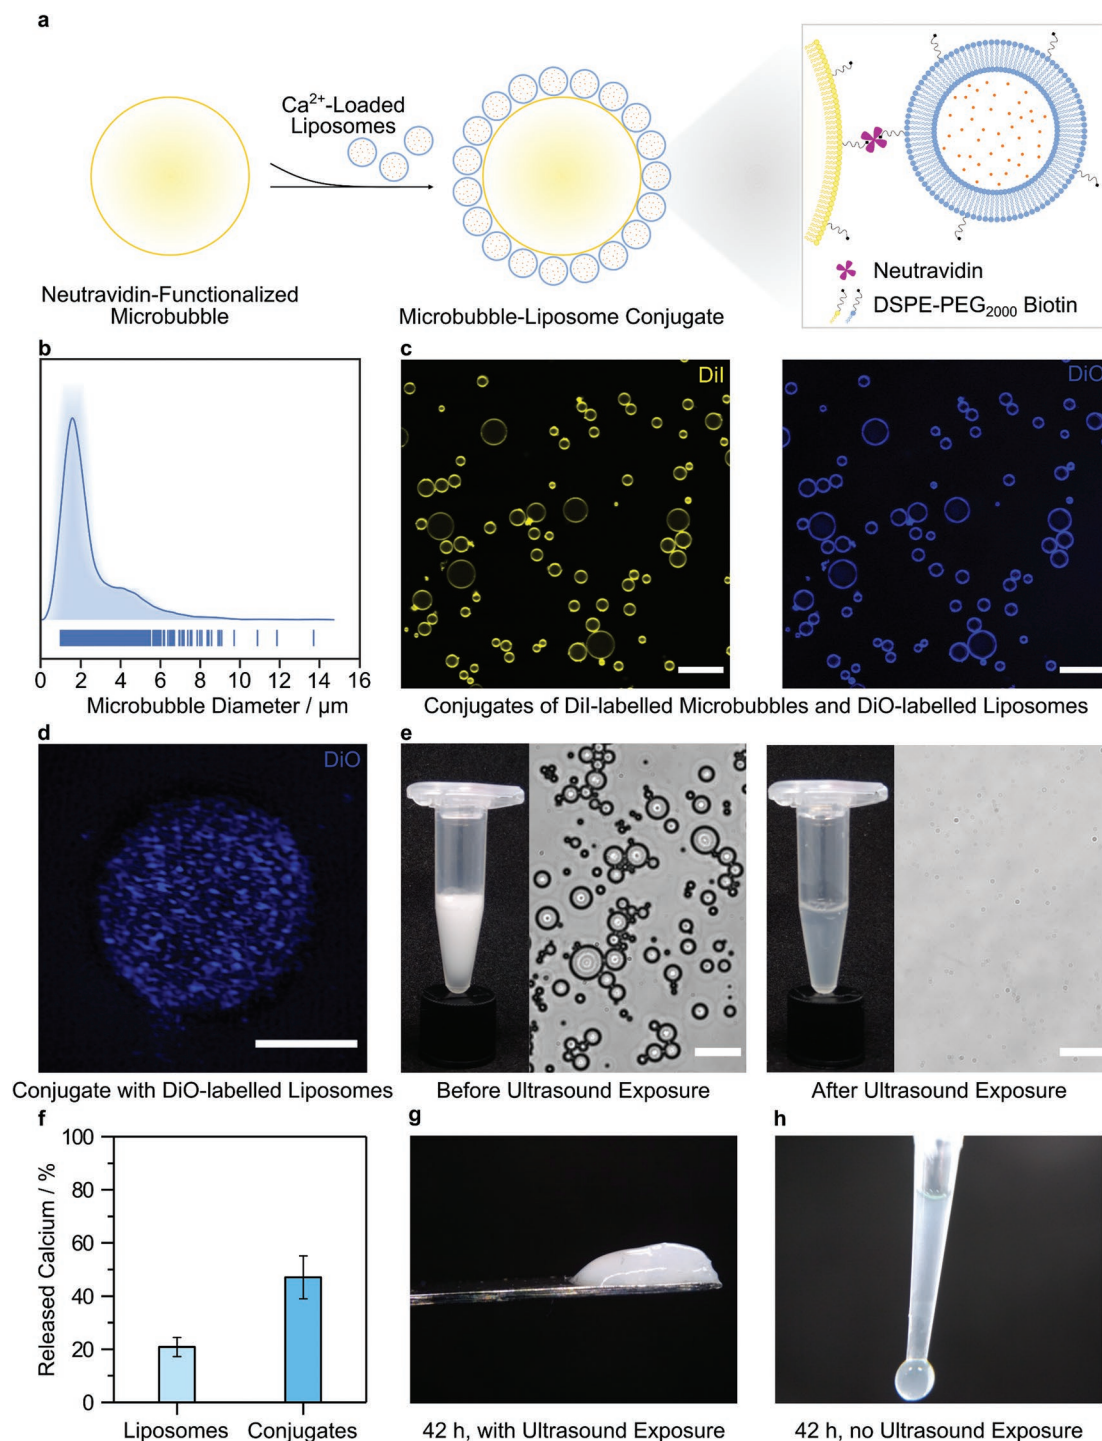 a
Ca²⁺-Loaded
Liposomes
Neutravidin-Functionalized
Microbubble
Microbubble-Liposome Conjugate
Neutravidin
DSPE-PEG₂₀₀₀ Biotin
b
0 2 4 6 8 10 12 14 16
Microbubble Diameter / µm
c
DiI
DiO
Conjugates of DiI-labelled Microbubbles and DiO-labelled Liposomes
d
DiO
Conjugate with DiO-labelled Liposomes
e
Before Ultrasound Exposure
After Ultrasound Exposure
f
100
80
60
40
20
0
Released Calcium / %
Liposomes Conjugates
g
42 h, with Ultrasound Exposure
h
42 h, no Ultrasound Exposure